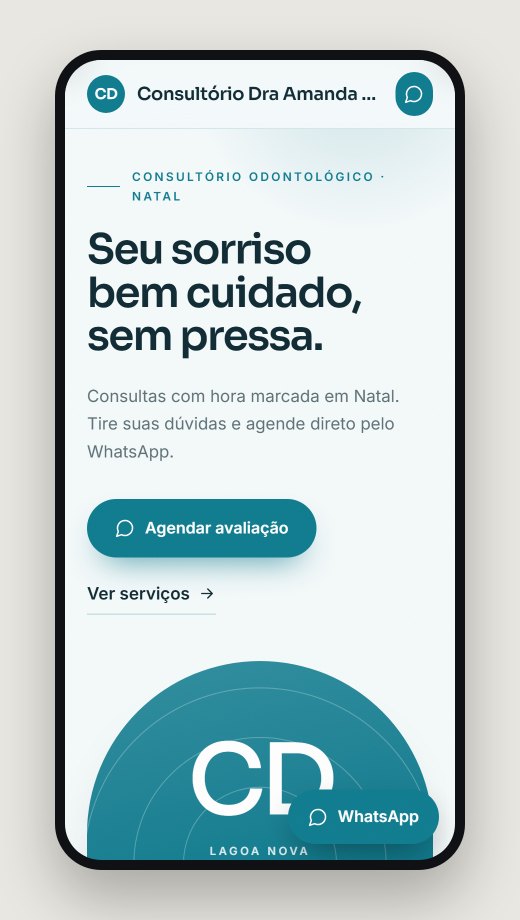 CD
Consultório Dra Amanda ...
CONSULTÓRIO ODONTOLÓGICO ·
NATAL
Seu sorriso
bem cuidado,
sem pressa.
Consultas com hora marcada em Natal.
Tire suas dúvidas e agende direto pelo
WhatsApp.
Agendar avaliação
Ver serviços →
CD
WhatsApp
LAGOA NOVA